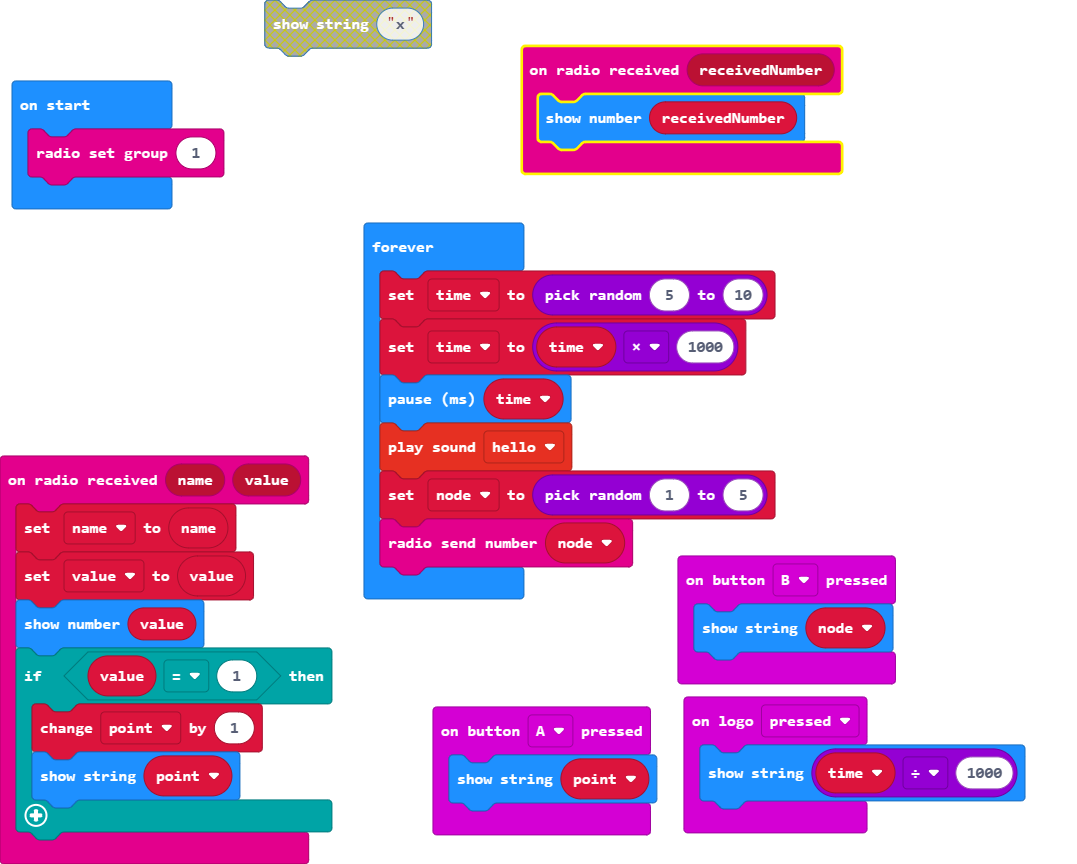 show string "x"
on start
radio set group 1
on radio received receivedNumber
show number receivedNumber
forever
set time to pick random 5 to 10
set time to time × 1000
pause (ms) time
play sound hello
set node to pick random 1 to 5
radio send number node
on radio received name value
set name to name
set value to value
show number value
if value = 1 then
change point by 1
show string point
on button B pressed
show string node
on button A pressed
show string point
on logo pressed
show string time ÷ 1000